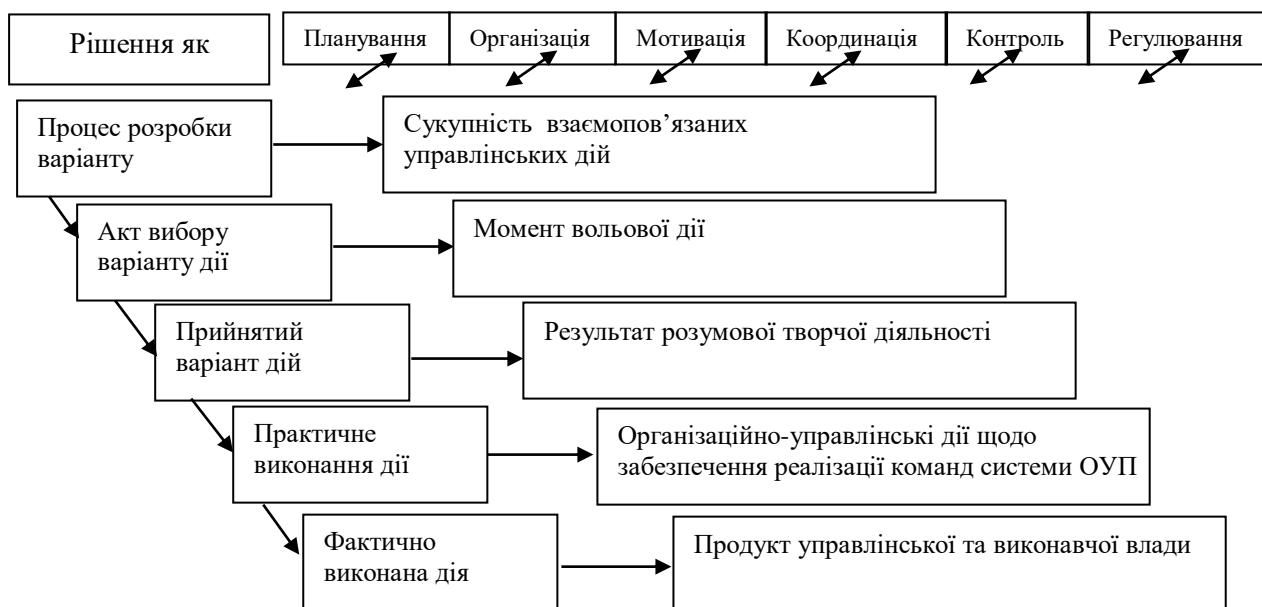 Рішення як
Планування
Організація
Мотивація
Координація
Контроль
Регулювання
Процес розробки
варіанту
Сукупність взаємопов’язаних
управлінських дій
Акт вибору
варіанту дії
Момент вольової дії
Прийнятий
варіант дій
Результат розумової творчої діяльності
Практичне
виконання дії
Організаційно-управлінські дії щодо
забезпечення реалізації команд системи ОУП
Фактично
виконана дія
Продукт управлінської та виконавчої влади